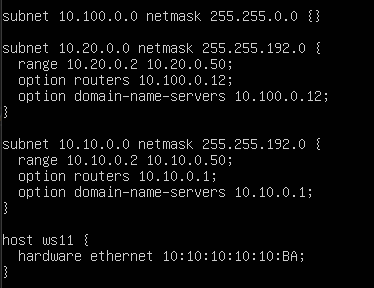 subnet 10.100.0.0 netmask 255.255.0.0 {}
subnet 10.20.0.0 netmask 255.255.192.0 {
  range 10.20.0.2 10.20.0.50;
  option routers 10.100.0.12;
  option domain-name-servers 10.100.0.12;
}
subnet 10.10.0.0 netmask 255.255.192.0 {
  range 10.10.0.2 10.10.0.50;
  option routers 10.10.0.1;
  option domain-name-servers 10.10.0.1;
}
host ws11 {
  hardware ethernet 10:10:10:10:10:BA;
}